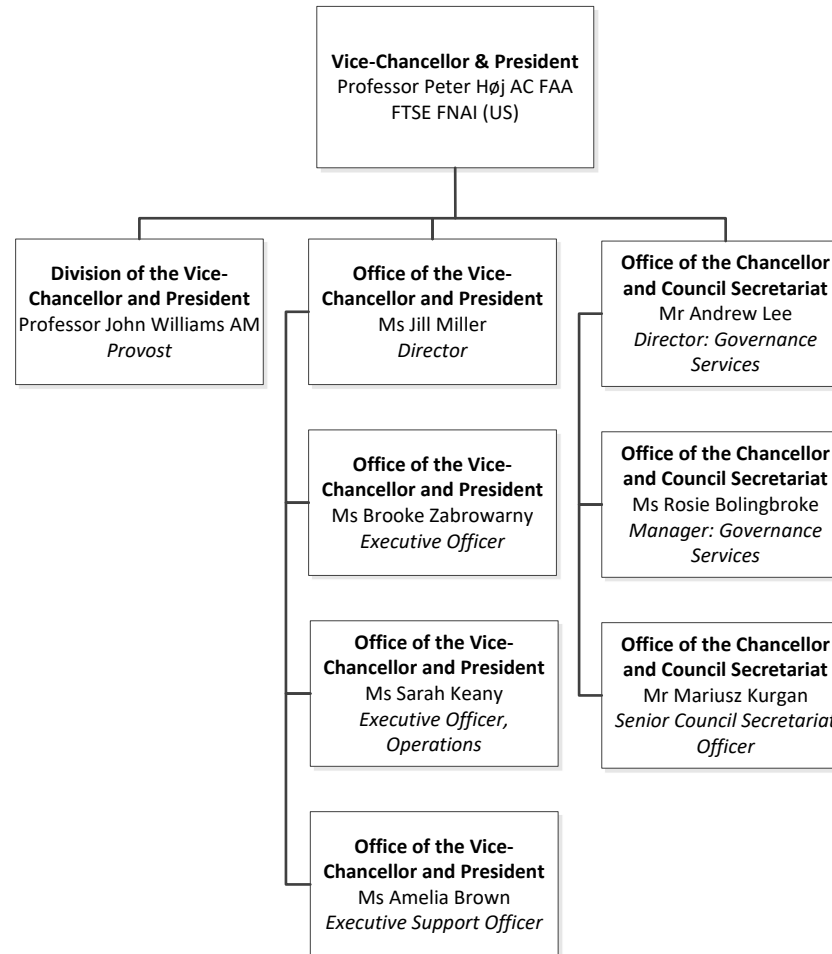 Vice-Chancellor & President
Professor Peter Høj AC FAA
FTSE FNAI (US)
Division of the Vice-
Chancellor and President
Professor John Williams AM
Provost
Office of the Vice-
Chancellor and President
Ms Jill Miller
Director
Office of the Chancellor
and Council Secretariat
Mr Andrew Lee
Director: Governance
Services
Office of the Vice-
Chancellor and President
Ms Brooke Zabrowarny
Executive Officer
Office of the Chancellor
and Council Secretariat
Ms Rosie Bolingbroke
Manager: Governance
Services
Office of the Vice-
Chancellor and President
Ms Sarah Keany
Executive Officer,
Operations
Office of the Chancellor
and Council Secretariat
Mr Mariusz Kurgan
Senior Council Secretariat
Officer
Office of the Vice-
Chancellor and President
Ms Amelia Brown
Executive Support Officer